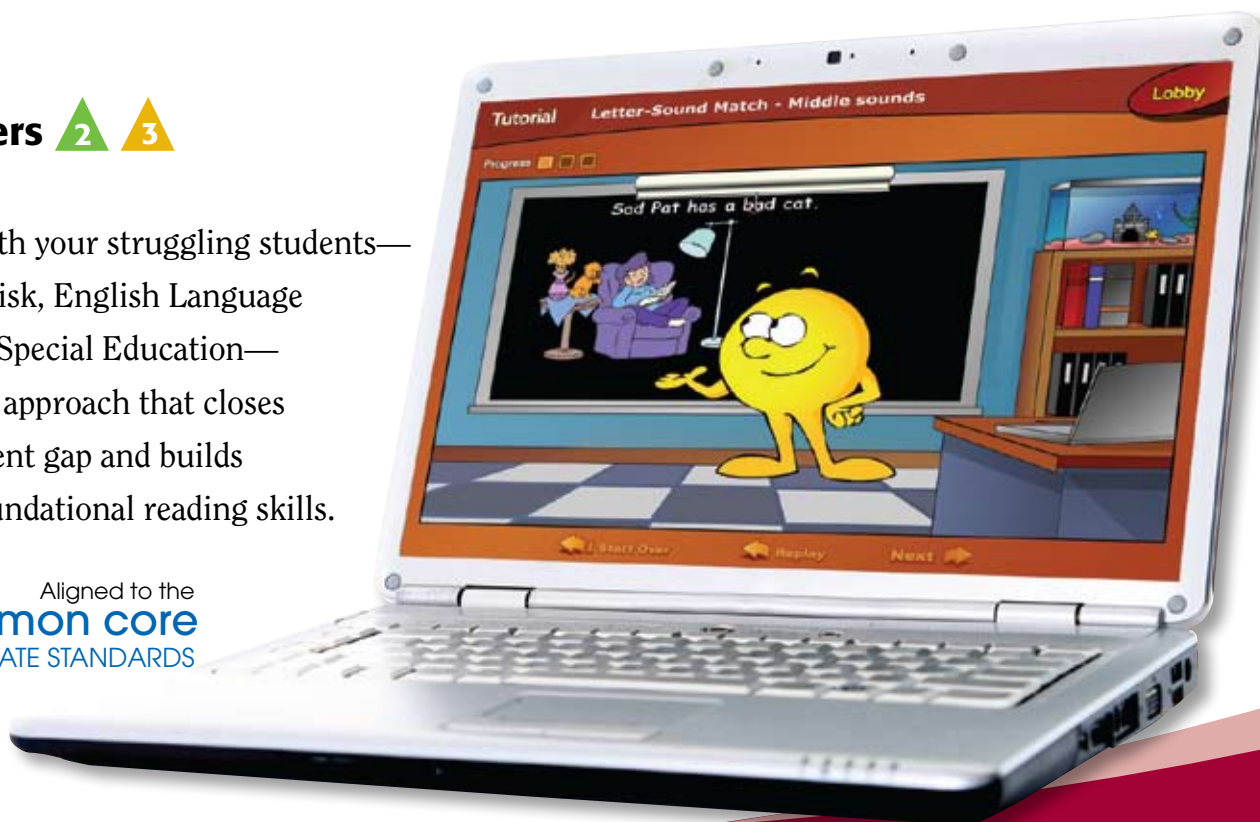 ers 2 3
th your struggling students—
isk, English Language
Special Education—
approach that closes
ent gap and builds
undational reading skills.
Aligned to the
mon core
ATE STANDARDS
Tutorial Letter-Sound Match - Middle sounds Lobby
Progress
Sad Pat has a bad cat.
Start Over Replay Next